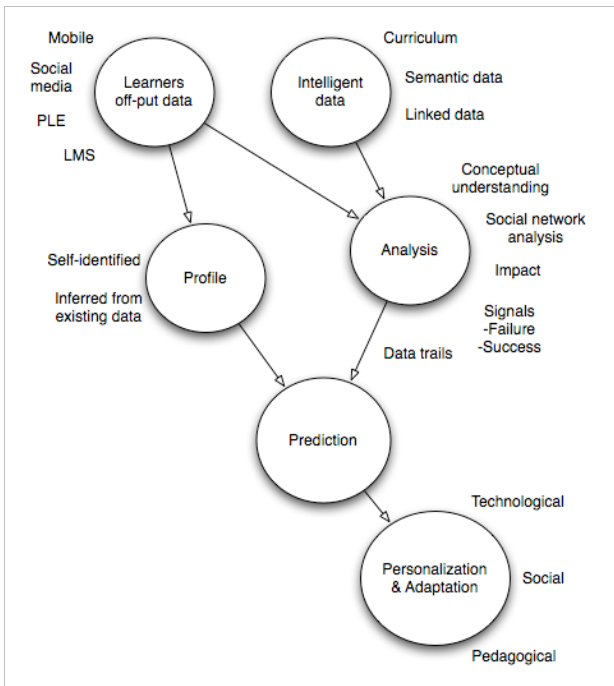 Mobile
Social
media
PLE
LMS
Learners
off-put data
Intelligent
data
Curriculum
Semantic data
Linked data
Conceptual
understanding
Social network
analysis
Impact
Signals
-Failure
-Success
Analysis
Self-identified
Inferred from
existing data
Profile
Data trails
Prediction
Technological
Personalization
& Adaptation
Social
Pedagogical